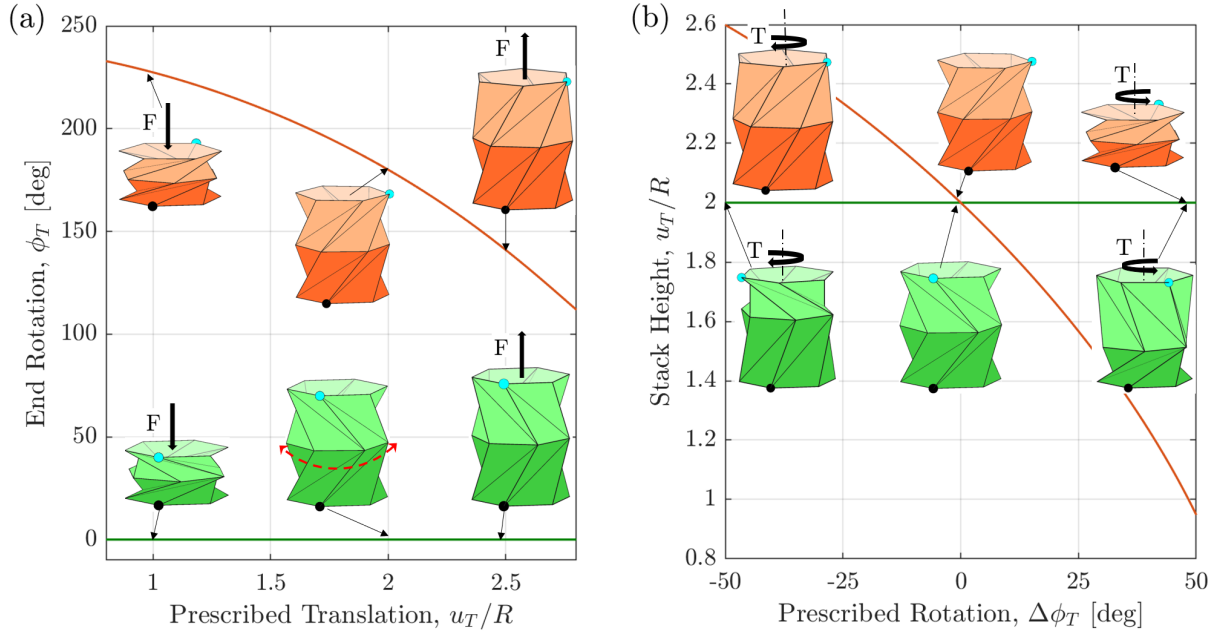 (a)
250
200
150
100
50
0
End Rotation, ϕ_T [deg]
F
F
F
F
1
1.5
2
2.5
Prescribed Translation, u_T/R
(b)
2.6
2.4
2.2
2
1.8
1.6
1.4
1.2
1
0.8
Stack Height, u_T/R
T
T
T
T
-50
-25
0
25
50
Prescribed Rotation, Δϕ_T [deg]